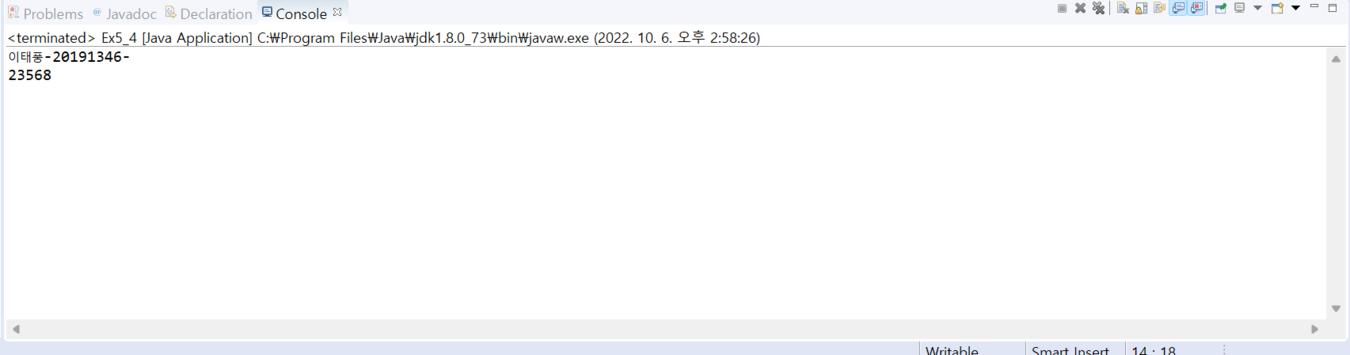 Problems Javadoc Declaration Console
<terminated> Ex5_4 [Java Application] C:₩Program Files₩Java₩jdk1.8.0_73₩bin₩javaw.exe (2022. 10. 6. 오후 2:58:26)
이태풍-20191346-
23568
Writable Smart Insert 14 : 18